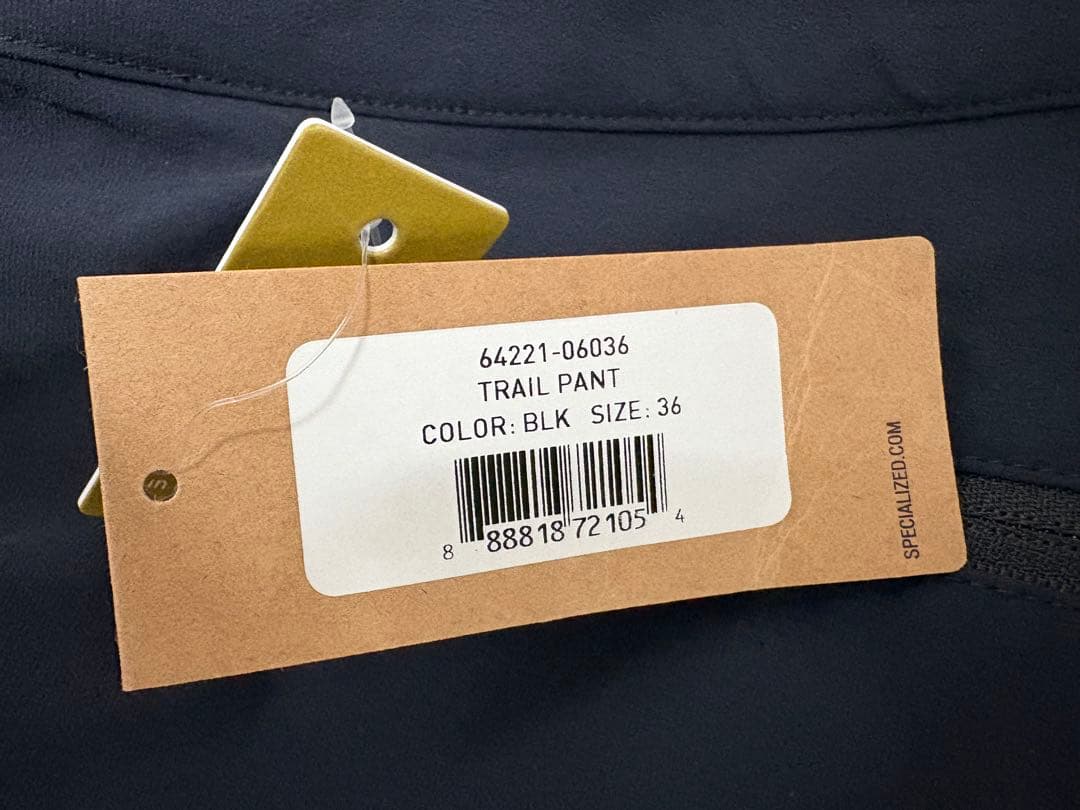 64221-06036
TRAIL PANT
COLOR: BLK SIZE: 36
8 88818 72105 4
SPECIALIZED.COM